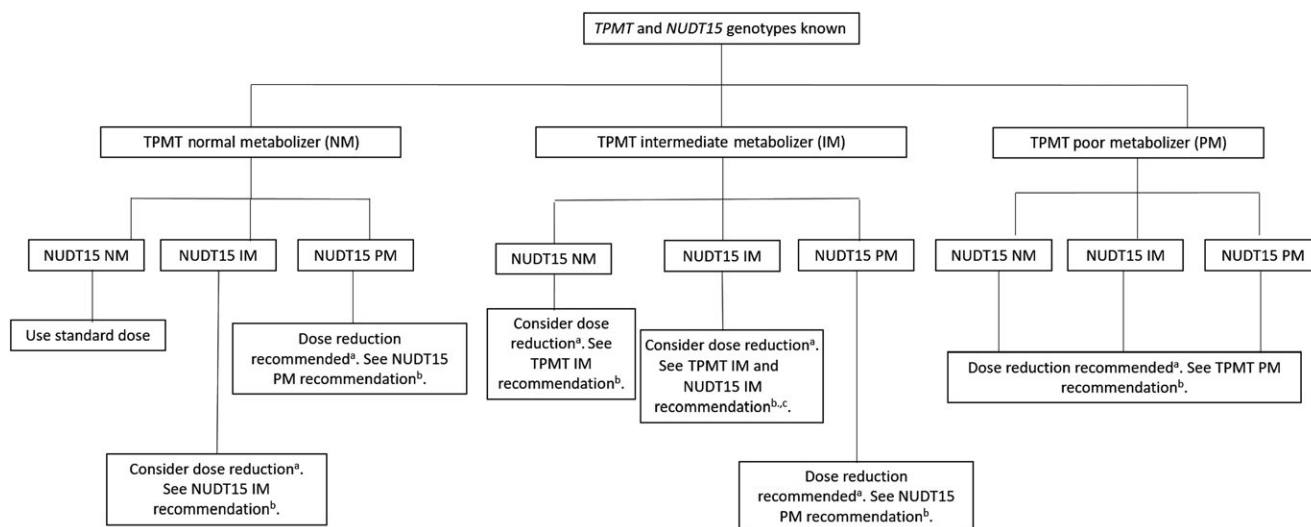 TPMT and NUDT15 genotypes known
TPMT normal metabolizer (NM)
TPMT intermediate metabolizer (IM)
TPMT poor metabolizer (PM)
NUDT15 NM
NUDT15 IM
NUDT15 PM
NUDT15 NM
NUDT15 IM
NUDT15 PM
NUDT15 NM
NUDT15 IM
NUDT15 PM
Use standard dose
Consider dose reductionᵃ.
See NUDT15 IM
recommendationᵇ.
Dose reduction
recommendedᵃ. See NUDT15
PM recommendationᵇ.
Consider dose
reductionᵃ. See
TPMT IM
recommendationᵇ.
Consider dose reductionᵃ.
See TPMT IM and
NUDT15 IM
recommendationᵇ·,ᶜ.
Dose reduction
recommendedᵃ. See NUDT15
PM recommendationᵇ.
Dose reduction recommendedᵃ. See TPMT PM
recommendationᵇ.